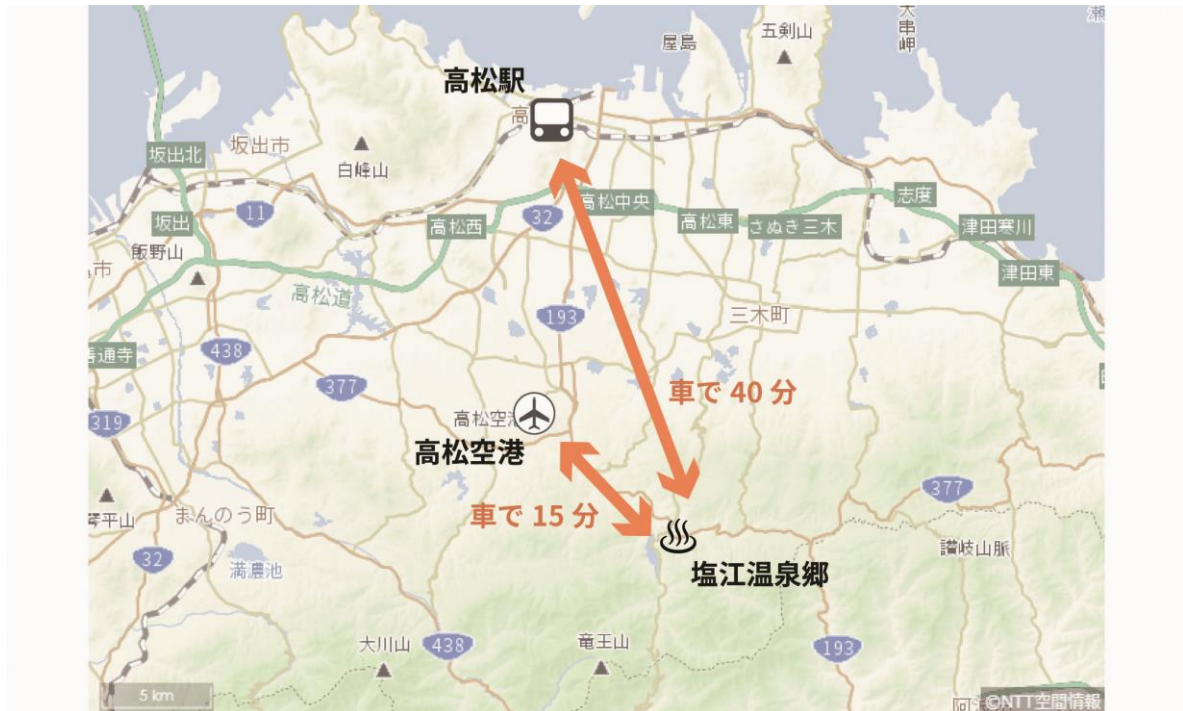 大串岬
瀬
五剣山
屋島
高松駅
高
坂出市
坂出北
白峰山
11
坂出
32
高松中央
志度
高松西
高松東
さぬき三木
津田寒川
飯野山
市
津田東
高松道
193
三木町
善通寺
438
377
車で 40 分
319
高松空
高松空港
377
琴平山
まんのう町
車で 15 分
32
満濃池
讃岐山脈
塩江温泉郷
大川山
438
竜王山
193
5 km
阿
©NTT空間情報